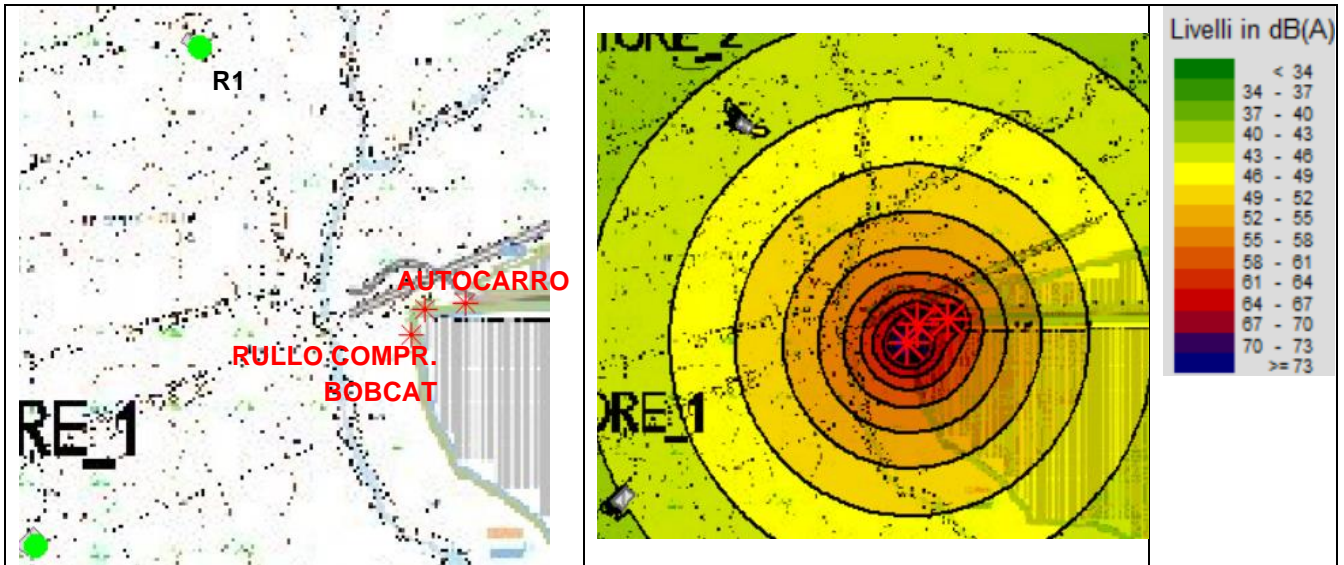 R1
AUTOCARRO
RULLO COMPR.
BOBCAT
RE_1
TORE_2
ORE_1
Livelli in dB(A)
< 34
34 - 37
37 - 40
40 - 43
43 - 46
46 - 49
49 - 52
52 - 55
55 - 58
58 - 61
61 - 64
64 - 67
67 - 70
70 - 73
>= 73